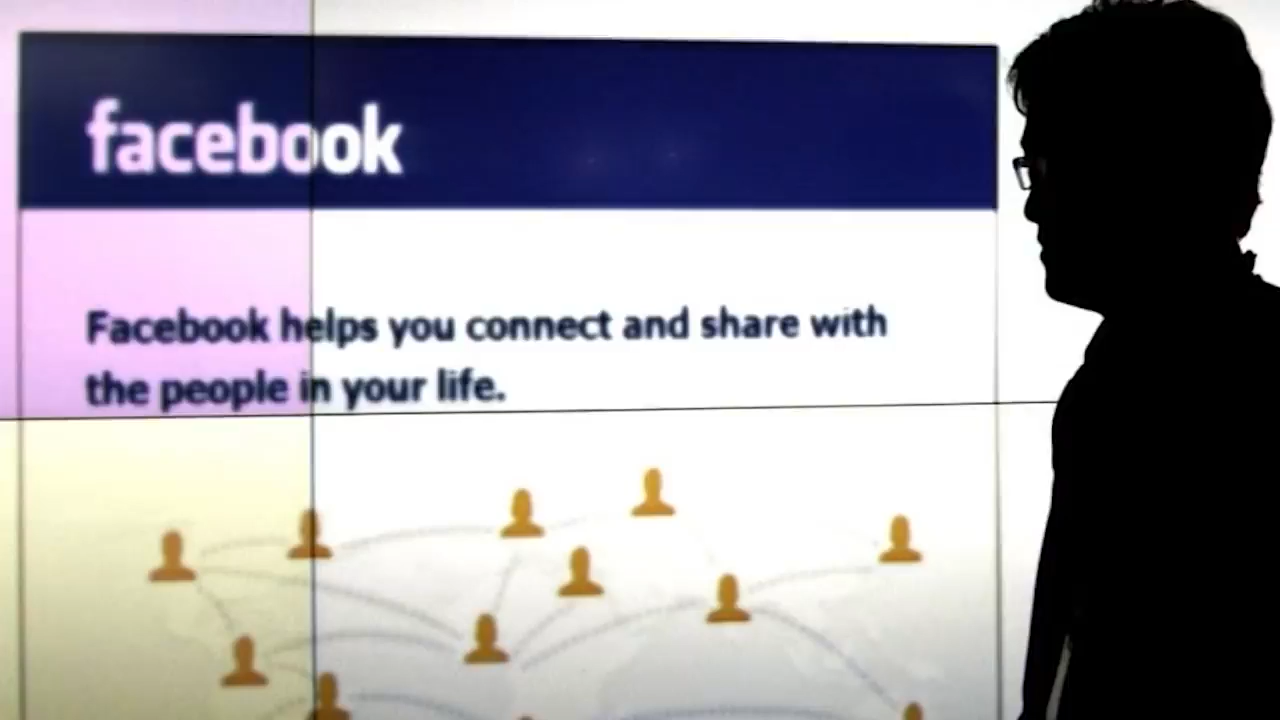 facebook
Facebook helps you connect and share with
the people in your life.